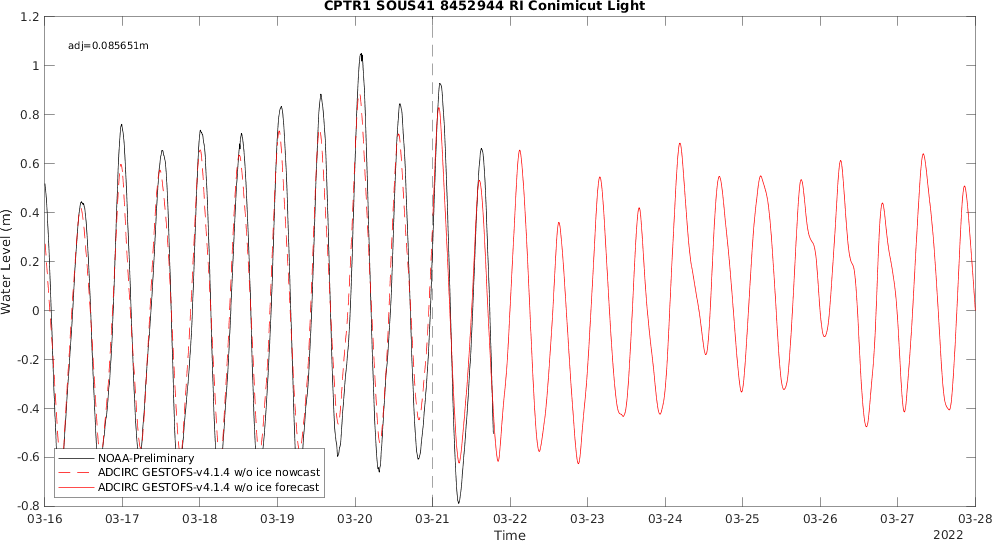 CPTR1 SOUS41 8452944 RI Conimicut Light
adj=0.085651m
1.2
1
0.8
0.6
0.4
0.2
0
-0.2
-0.4
-0.6
-0.8
Water Level (m)
NOAA-Preliminary
ADCIRC GESTOFS-v4.1.4 w/o ice nowcast
ADCIRC GESTOFS-v4.1.4 w/o ice forecast
03-16 03-17 03-18 03-19 03-20 03-21 03-22 03-23 03-24 03-25 03-26 03-27 03-28
Time
2022